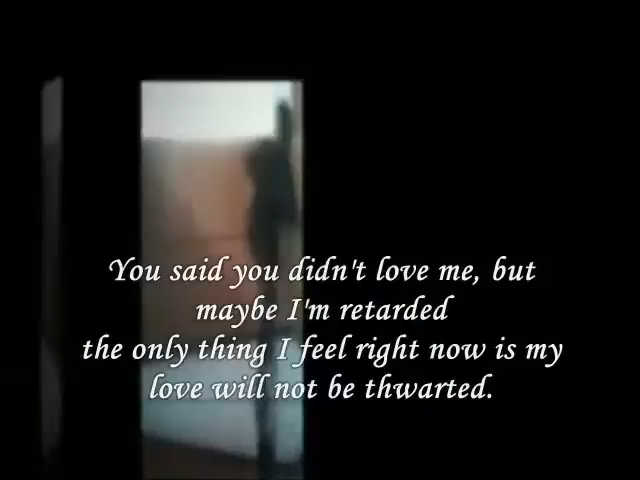 You said you didn't love me, but
maybe I'm retarded
the only thing I feel right now is my
love will not be thwarted.